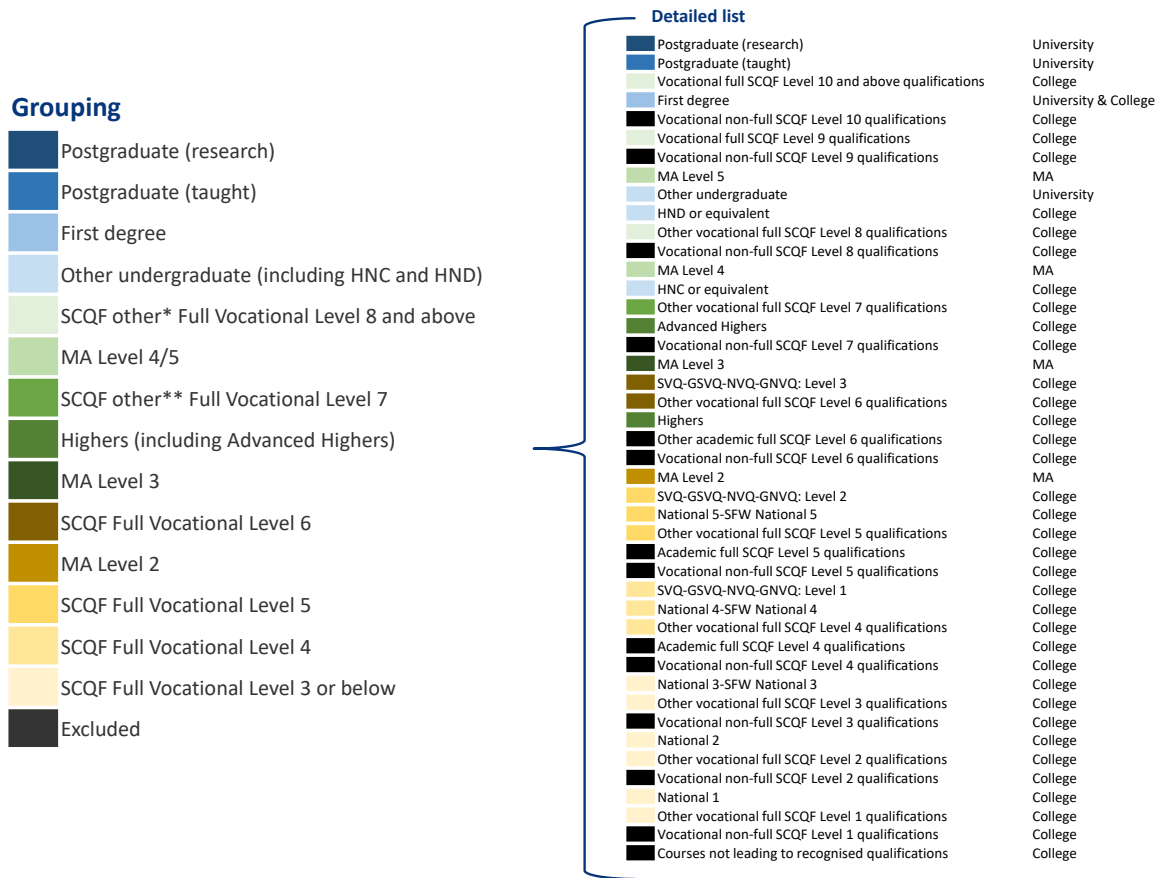 Grouping
Postgraduate (research)
Postgraduate (taught)
First degree
Other undergraduate (including HNC and HND)
SCQF other* Full Vocational Level 8 and above
MA Level 4/5
SCQF other** Full Vocational Level 7
Highers (including Advanced Highers)
MA Level 3
SCQF Full Vocational Level 6
MA Level 2
SCQF Full Vocational Level 5
SCQF Full Vocational Level 4
SCQF Full Vocational Level 3 or below
Excluded
Detailed list
Postgraduate (research) University
Postgraduate (taught) University
Vocational full SCQF Level 10 and above qualifications College
First degree University & College
Vocational non-full SCQF Level 10 qualifications College
Vocational full SCQF Level 9 qualifications College
Vocational non-full SCQF Level 9 qualifications College
MA Level 5 MA
Other undergraduate University
HND or equivalent College
Other vocational full SCQF Level 8 qualifications College
Vocational non-full SCQF Level 8 qualifications College
MA Level 4 MA
HNC or equivalent College
Other vocational full SCQF Level 7 qualifications College
Advanced Highers College
Vocational non-full SCQF Level 7 qualifications College
MA Level 3 MA
SVQ-GSVQ-NVQ-GNVQ: Level 3 College
Other vocational full SCQF Level 6 qualifications College
Highers College
Other academic full SCQF Level 6 qualifications College
Vocational non-full SCQF Level 6 qualifications College
MA Level 2 MA
SVQ-GSVQ-NVQ-GNVQ: Level 2 College
National 5-SFW National 5 College
Other vocational full SCQF Level 5 qualifications College
Academic full SCQF Level 5 qualifications College
Vocational non-full SCQF Level 5 qualifications College
SVQ-GSVQ-NVQ-GNVQ: Level 1 College
National 4-SFW National 4 College
Other vocational full SCQF Level 4 qualifications College
Academic full SCQF Level 4 qualifications College
Vocational non-full SCQF Level 4 qualifications College
National 3-SFW National 3 College
Other vocational full SCQF Level 3 qualifications College
Vocational non-full SCQF Level 3 qualifications College
National 2 College
Other vocational full SCQF Level 2 qualifications College
Vocational non-full SCQF Level 2 qualifications College
National 1 College
Other vocational full SCQF Level 1 qualifications College
Vocational non-full SCQF Level 1 qualifications College
Courses not leading to recognised qualifications College